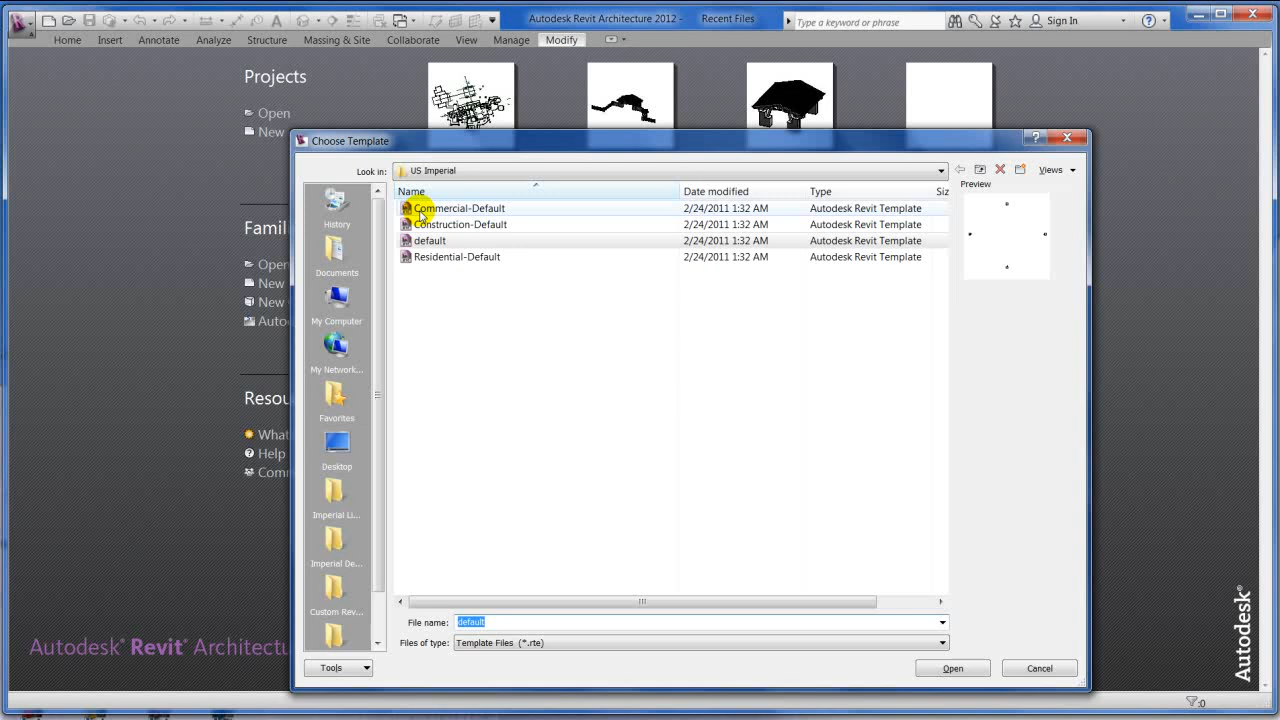 Autodesk Revit Architecture 2012 - Recent Files
Type a keyword or phrase
Sign In
Home Insert Annotate Analyze Structure Massing & Site Collaborate View Manage Modify
Projects
Open
New
Choose Template
Look in: US Imperial
Views
Name Date modified Type Siz
Preview
Commercial-Default 2/24/2011 1:32 AM Autodesk Revit Template
Construction-Default 2/24/2011 1:32 AM Autodesk Revit Template
default 2/24/2011 1:32 AM Autodesk Revit Template
Residential-Default 2/24/2011 1:32 AM Autodesk Revit Template
History
Documents
My Computer
My Network...
Favorites
Desktop
Imperial Li...
Imperial De...
Custom Rev...
Famili
Open
New
New
Auto
Resou
What
Help
Comm
File name: default
Files of type: Template Files (*.rte)
Tools
Open
Cancel
Autodesk® Revit® Architectu
Autodesk®
:0